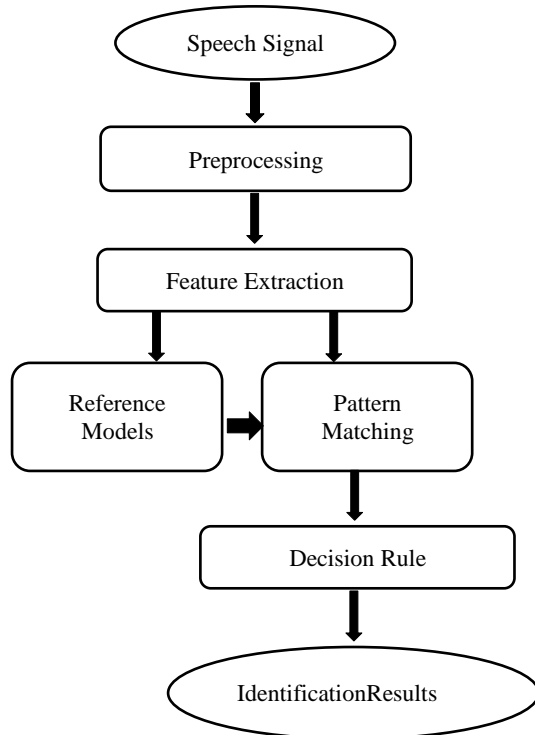 Speech Signal
Preprocessing
Feature Extraction
Reference
Models
Pattern
Matching
Decision Rule
IdentificationResults